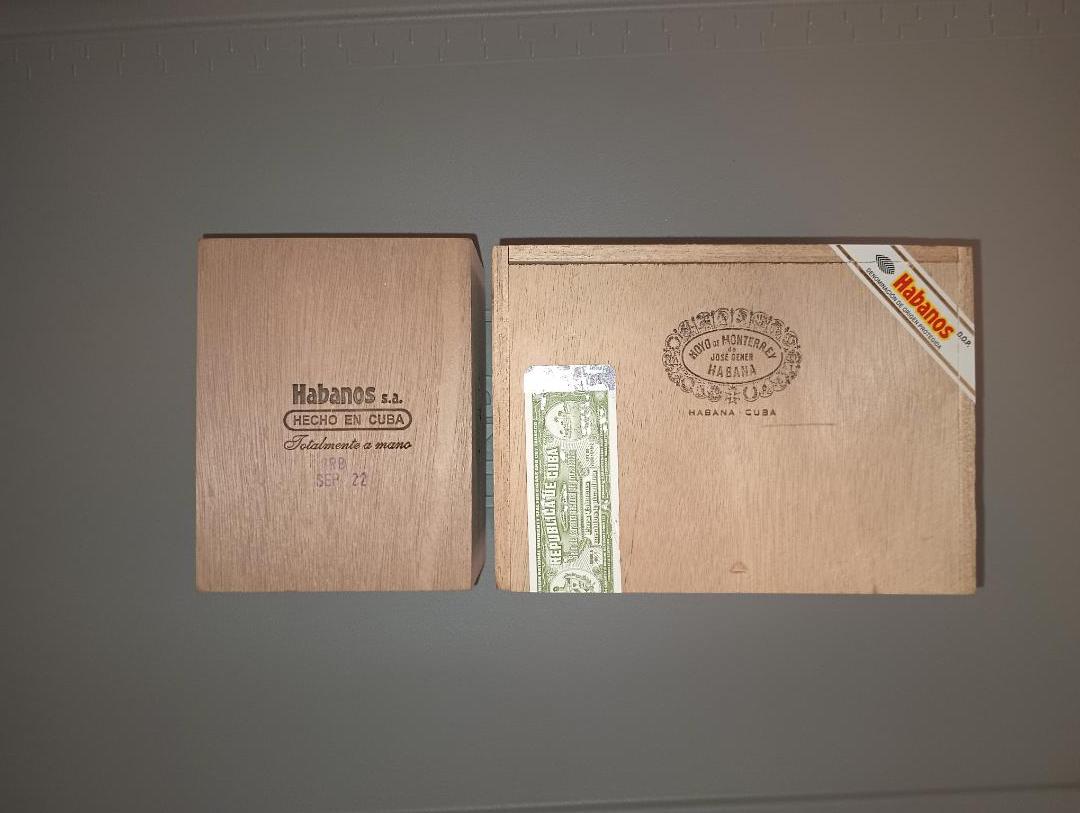 Habanos s.a.
HECHO EN CUBA
Totalmente a mano
SEP 22
HOYO DE MONTERREY
de
JOSÉ GENER
HABANA
HABANA - CUBA
REPUBLICA DE CUBA
Habanos
DENOMINACIÓN DE ORIGEN PROTEGIDA
D.O.P.